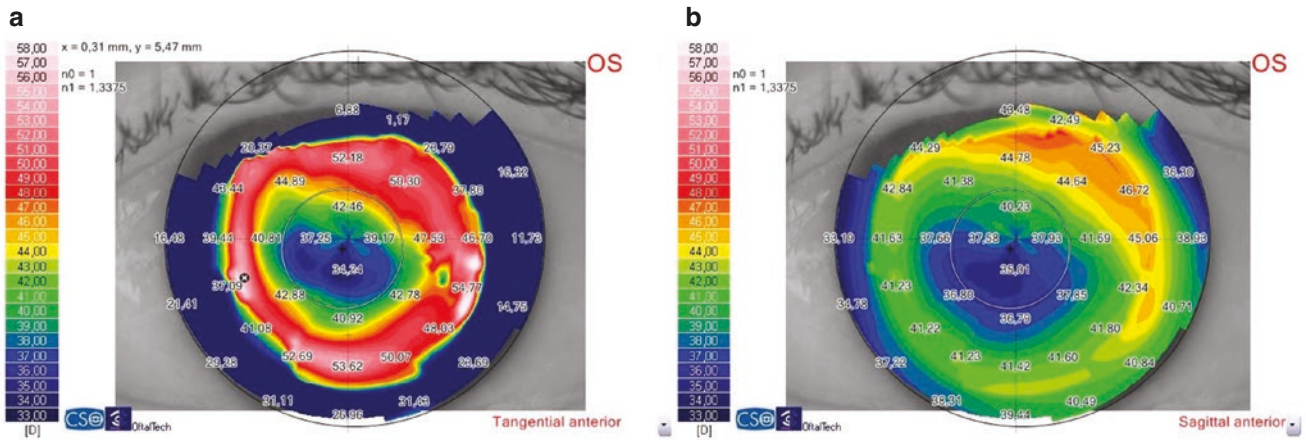 a
58,00 x = 0,31 mm, y = 5,47 mm
57,00
56,00 n0 = 1
55,00 n1 = 1,3375
54,00
53,00
52,00
51,00
50,00
49,00
48,00
47,00
46,00
45,00
44,00
43,00
42,00
41,00
40,00
39,00
38,00
37,00
36,00
35,00
34,00
33,00
[D]
OS
6,88
1,17
20,37 52,18 29,79
16,32
43,44 44,89 50,30 37,86
42,46
16,48 39,44 40,81 37,25 39,17 47,53 46,70 11,73
34,24
37,09 54,77
21,41 42,88 42,78 14,75
41,08 40,92 48,03
29,28 52,69 50,07 23,69
53,62
31,11 31,43
26,96
CSO OftalTech
Tangential anterior
b
58,00
57,00
56,00 n0 = 1
55,00 n1 = 1,3375
54,00
53,00
52,00
51,00
50,00
49,00
48,00
47,00
46,00
45,00
44,00
43,00
42,00
41,00
40,00
39,00
38,00
37,00
36,00
35,00
34,00
33,00
[D]
OS
43,48
42,49
44,29 44,78 45,23
36,30
42,84 41,38 44,64 46,72
40,23
33,19 41,63 37,66 37,58 37,93 41,69 45,06 38,93
35,01
41,23 42,34
34,78 36,80 37,85 40,71
41,22 36,79 41,80
37,22 41,23 41,60 40,84
41,42
38,31 40,49
39,44
CSO OftalTech
Sagittal anterior